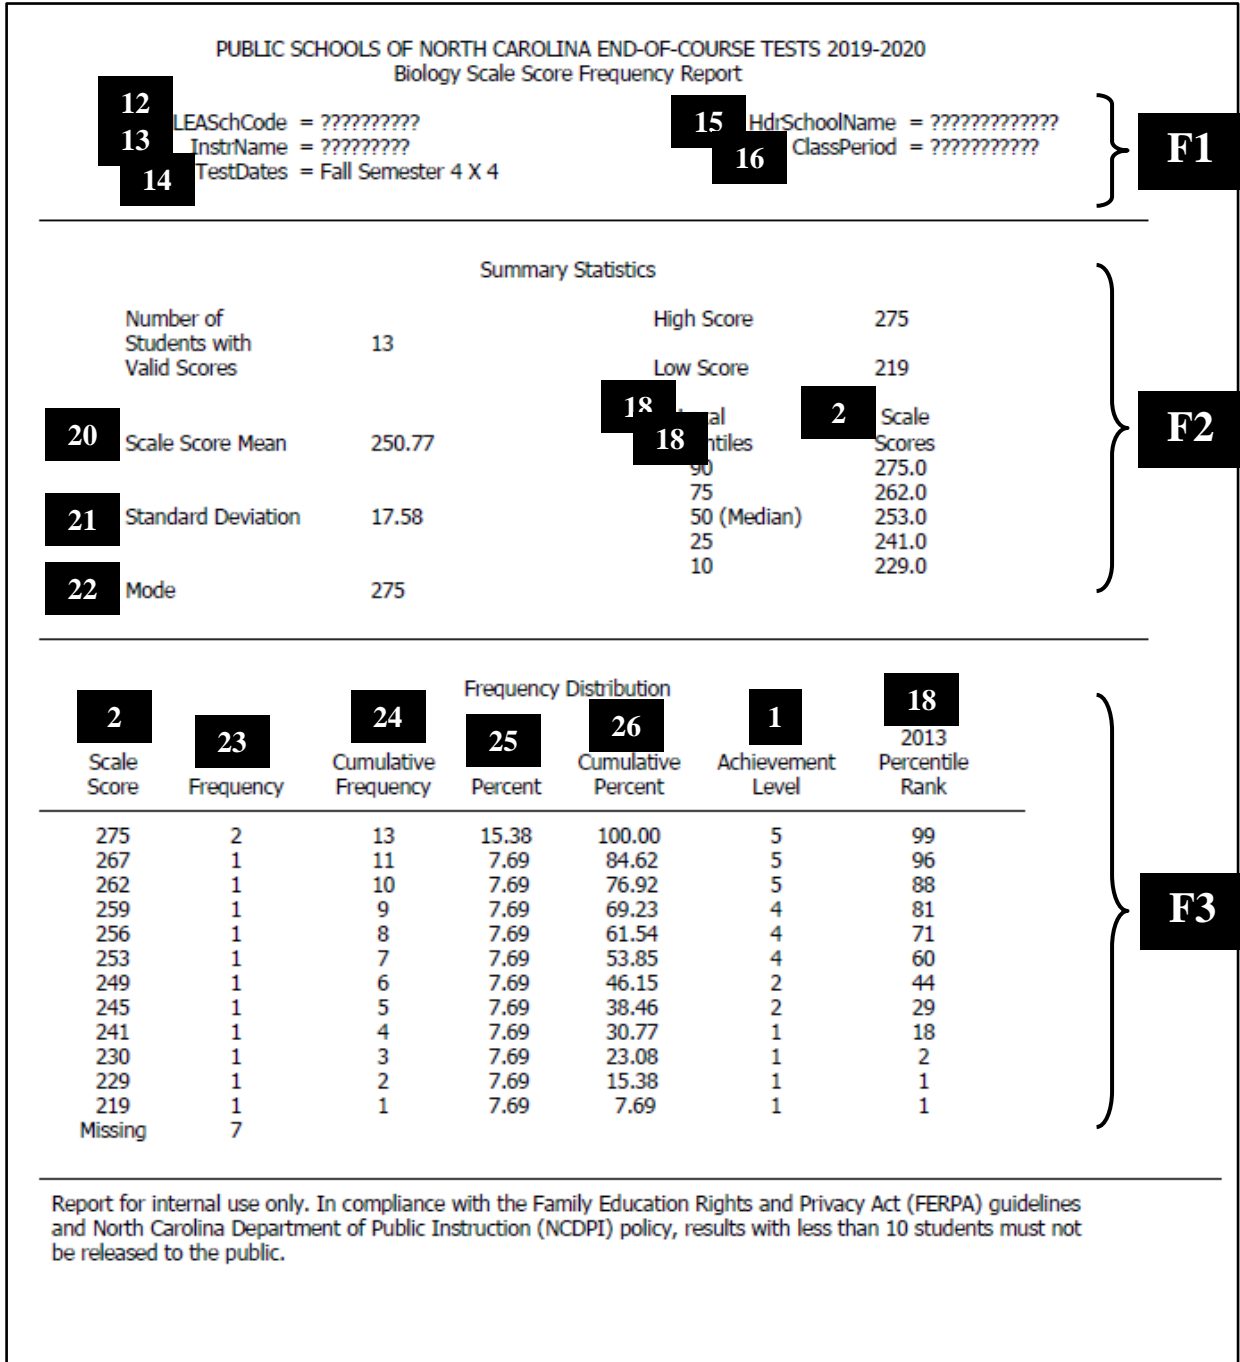 PUBLIC SCHOOLS OF NORTH CAROLINA END-OF-COURSE TESTS 2019-2020
Biology Scale Score Frequency Report
12 LEASchCode = ??????????
15 HdrSchoolName = ?????????????
13 InstrName = ?????????
16 ClassPeriod = ???????????
14 TestDates = Fall Semester 4 X 4
F1
Summary Statistics
Number of
Students with 13
Valid Scores
High Score 275
Low Score 219
18
18
2 Scale
Scores
20 Scale Score Mean 250.77
90 275.0
75 262.0
21 Standard Deviation 17.58
50 (Median) 253.0
25 241.0
10 229.0
22 Mode 275
F2
Frequency Distribution
2 23 24 25 26 1 18
2013
Scale Cumulative Cumulative Achievement Percentile
Score Frequency Frequency Percent Percent Level Rank
275 2 13 15.38 100.00 5 99
267 1 11 7.69 84.62 5 96
262 1 10 7.69 76.92 5 88
259 1 9 7.69 69.23 4 81
256 1 8 7.69 61.54 4 71
253 1 7 7.69 53.85 4 60
249 1 6 7.69 46.15 2 44
245 1 5 7.69 38.46 2 29
241 1 4 7.69 30.77 1 18
230 1 3 7.69 23.08 1 2
229 1 2 7.69 15.38 1 1
219 1 1 7.69 7.69 1 1
Missing 7
F3
Report for internal use only. In compliance with the Family Education Rights and Privacy Act (FERPA) guidelines
and North Carolina Department of Public Instruction (NCDPI) policy, results with less than 10 students must not
be released to the public.